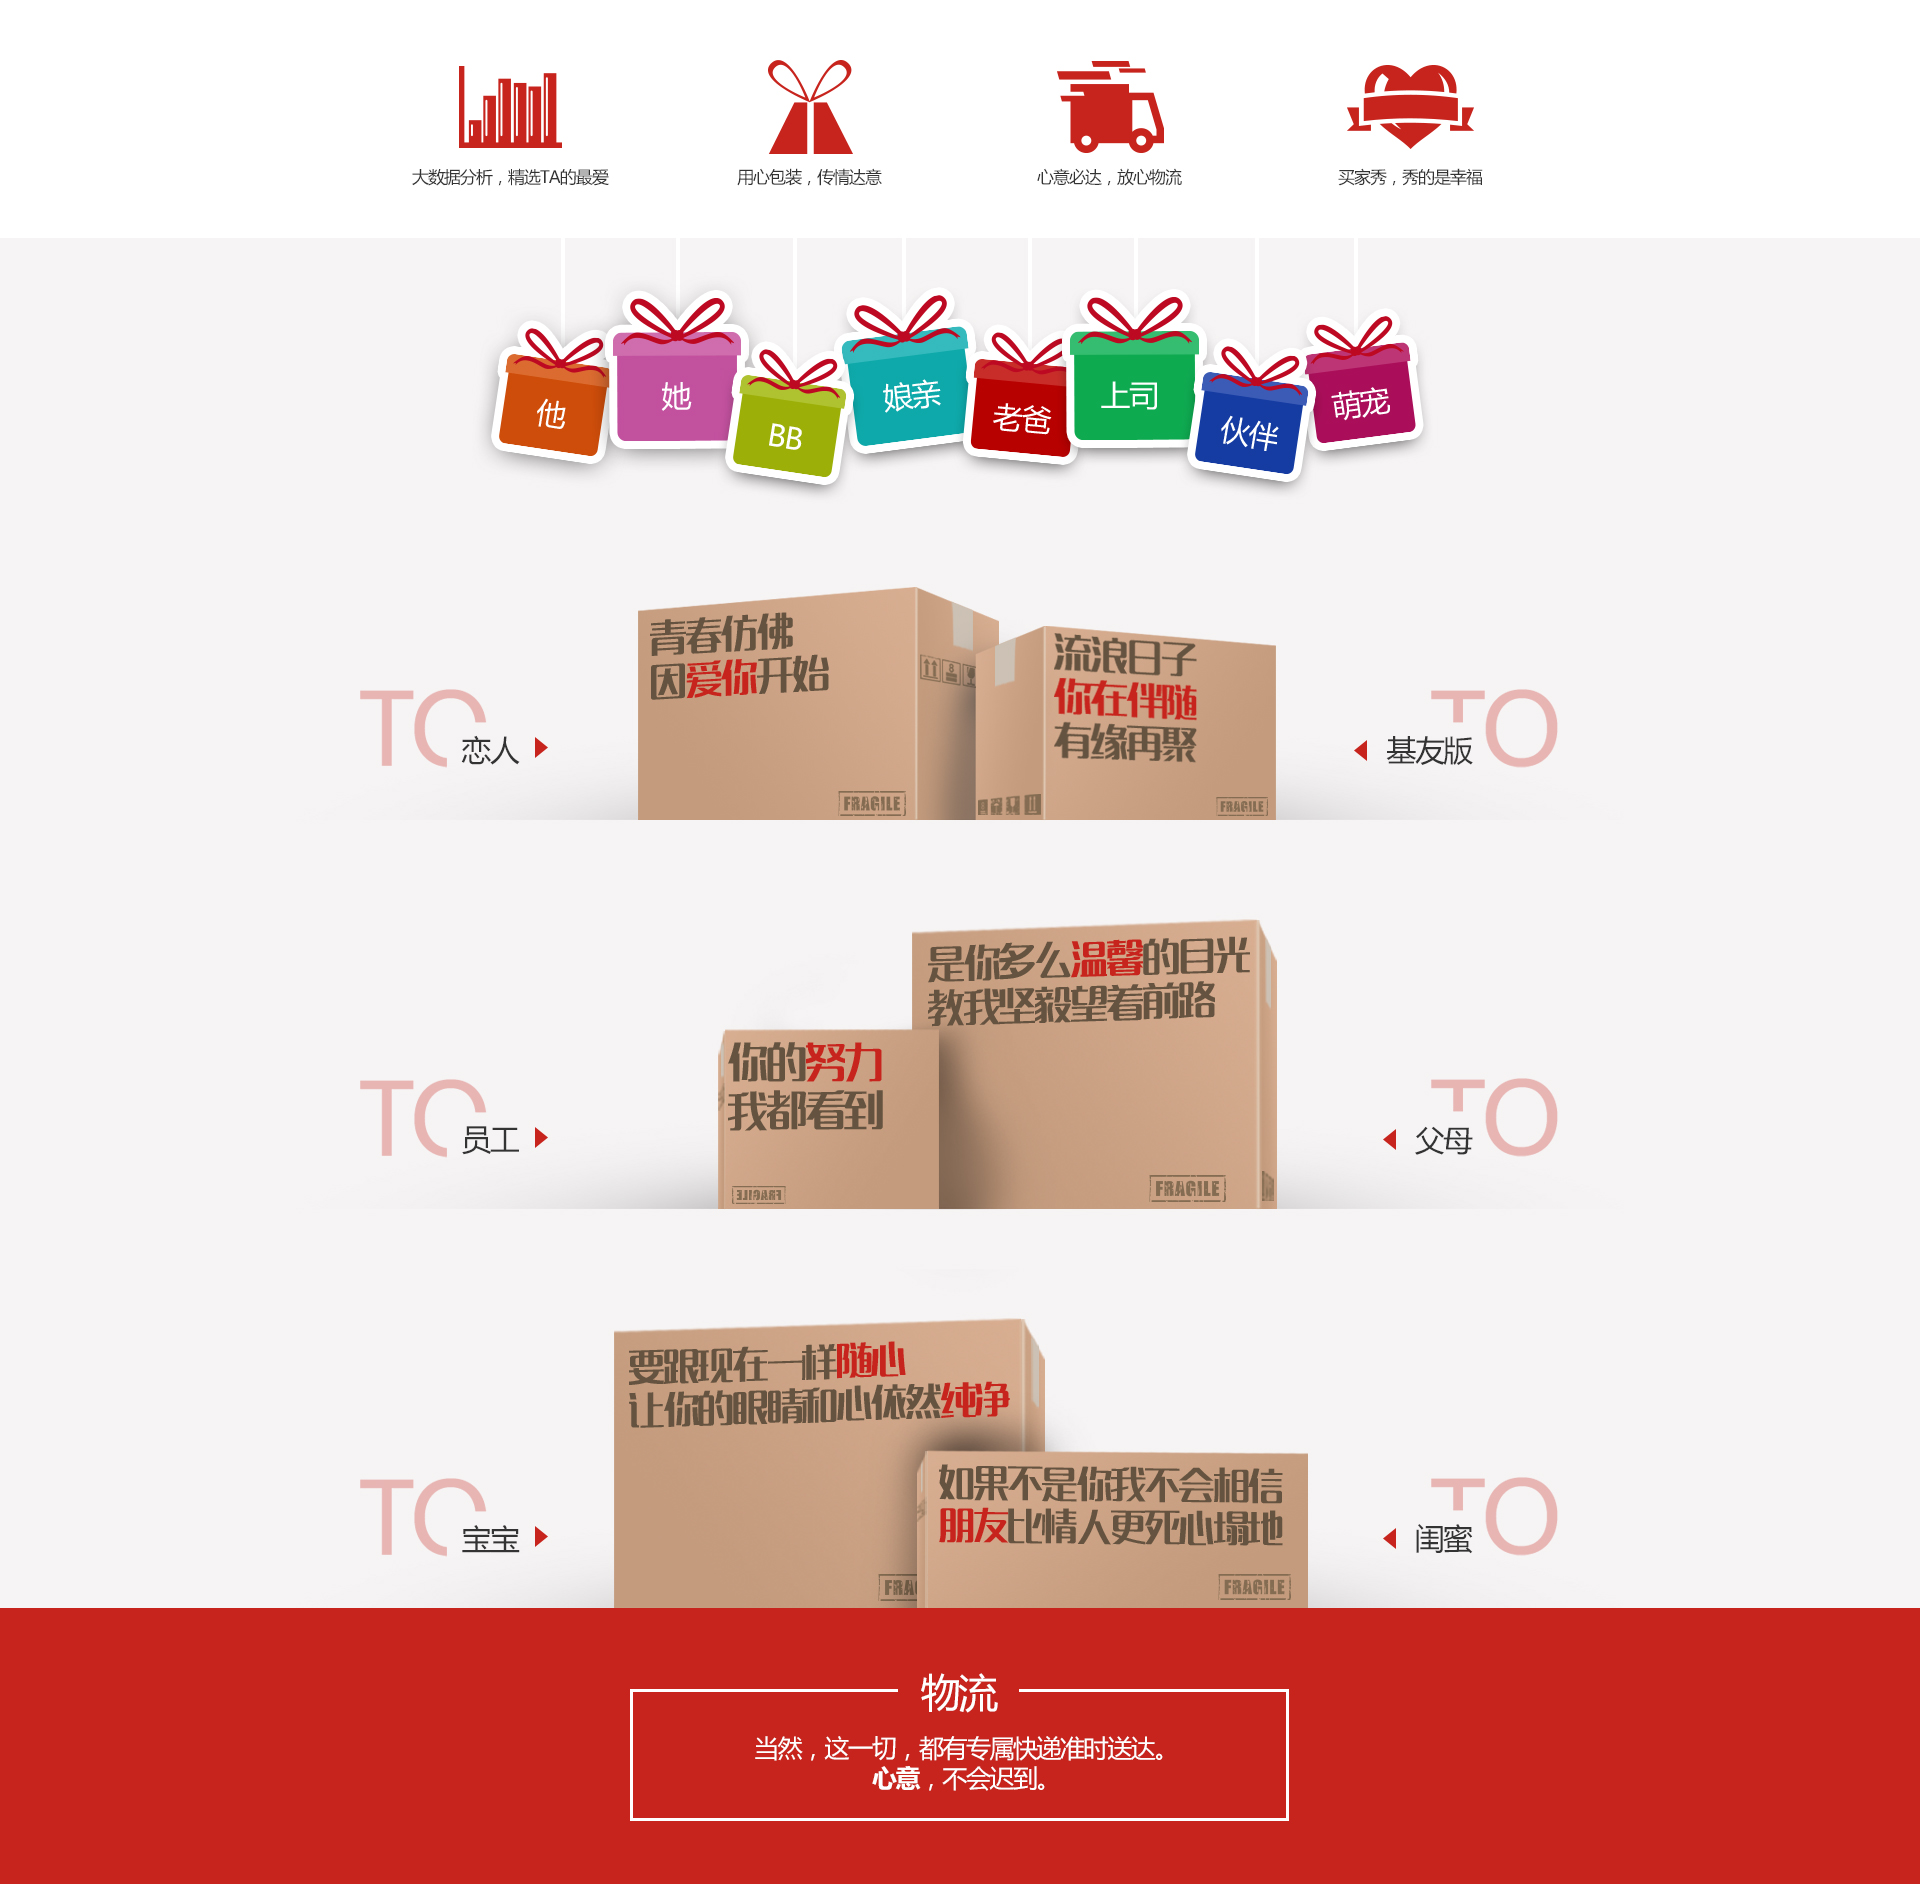 大数据分析，精选TA的最爱
用心包装，传情达意
心意必达，放心物流
买家秀，秀的是幸福
他
她
BB
娘亲
老爸
上司
伙伴
萌宠
TO
恋人
青春仿佛
因爱你开始
FRAGILE
流浪日子
你在伴随
有缘再聚
FRAGILE
TO
基友版
TO
员工
你的努力
我都看到
FRAGILE
是你多么温馨的目光
教我坚毅望着前路
FRAGILE
TO
父母
TO
宝宝
要跟现在一样随心
让你的眼睛和心依然纯净
FRA
如果不是你我不会相信
朋友比情人更死心塌地
FRAGILE
TO
闺蜜
物流
当然，这一切，都有专属快递准时送达。
心意，不会迟到。